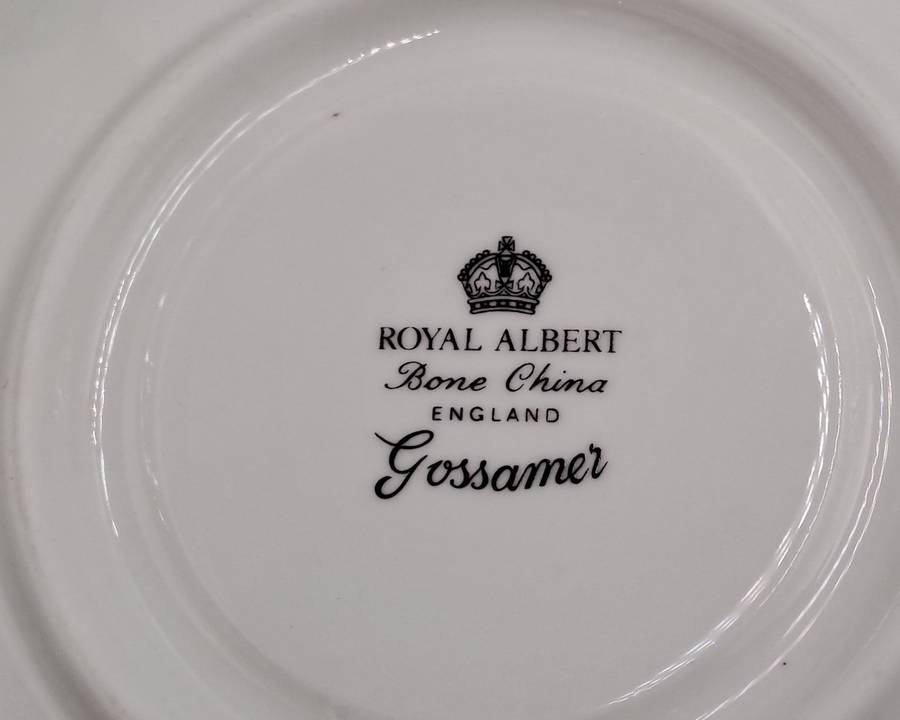 ROYAL ALBERT
Bone China
ENGLAND
Gossamer